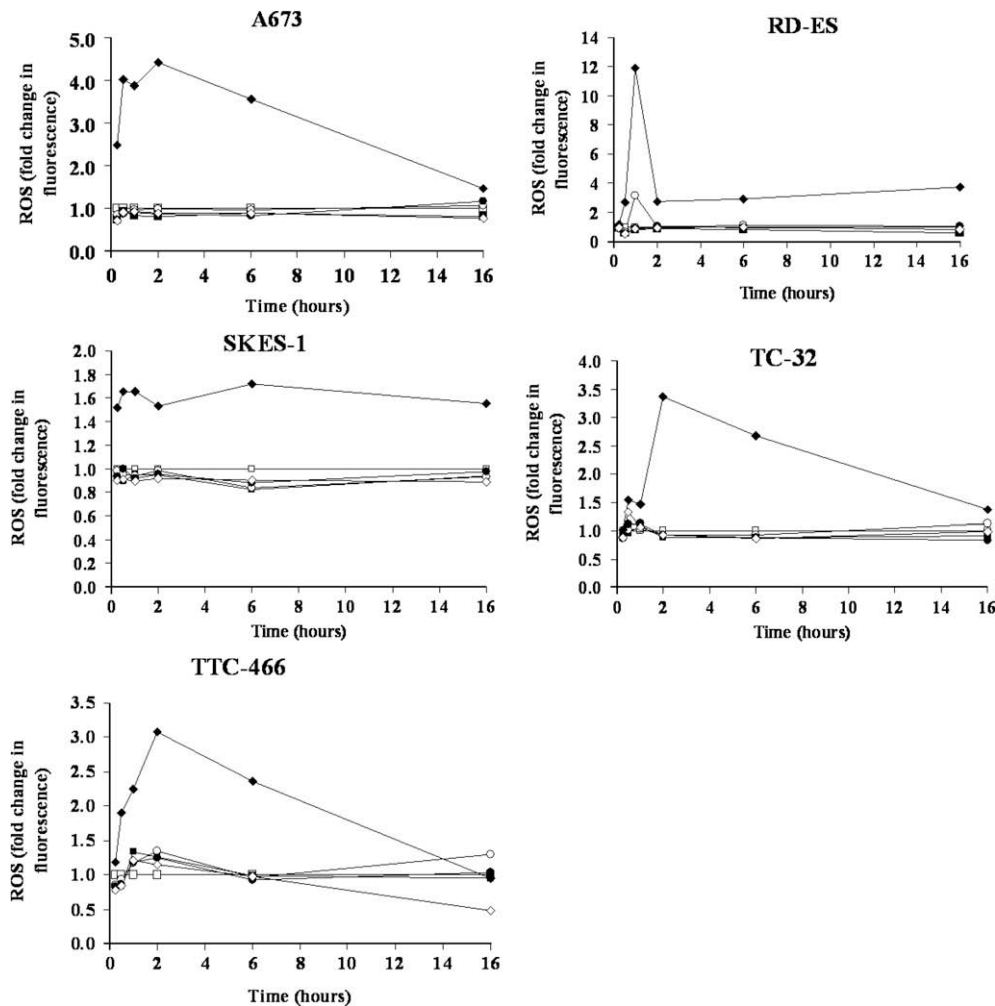 A673
ROS (fold change in
fluorescence)
5.0
4.0
3.0
2.0
1.0
0.0
0 2 4 6 8 10 12 14 16
Time (hours)
RD-ES
ROS (fold change in
fluorescence)
14
12
10
8
6
4
2
0
0 2 4 6 8 10 12 14 16
Time (hours)
SKES-1
ROS (fold change in
fluorescence)
2.0
1.8
1.6
1.4
1.2
1.0
0.8
0.6
0.4
0.2
0.0
0 2 4 6 8 10 12 14 16
Time (hours)
TC-32
ROS (fold change in
fluorescence)
4.0
3.5
3.0
2.5
2.0
1.5
1.0
0.5
0.0
0 2 4 6 8 10 12 14 16
Time (hours)
TTC-466
ROS (fold change in
fluorescence)
3.5
3.0
2.5
2.0
1.5
1.0
0.5
0.0
0 2 4 6 8 10 12 14 16
Time (hours)